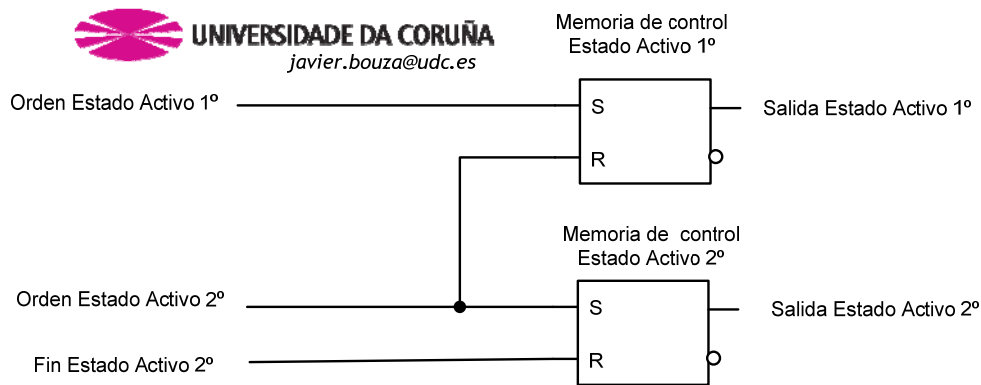 UNIVERSIDADE DA CORUÑA
javier.bouza@udc.es
Memoria de control
Estado Activo 1º
Orden Estado Activo 1º
S
Salida Estado Activo 1º
R
Memoria de control
Estado Activo 2º
Orden Estado Activo 2º
S
Salida Estado Activo 2º
Fin Estado Activo 2º
R